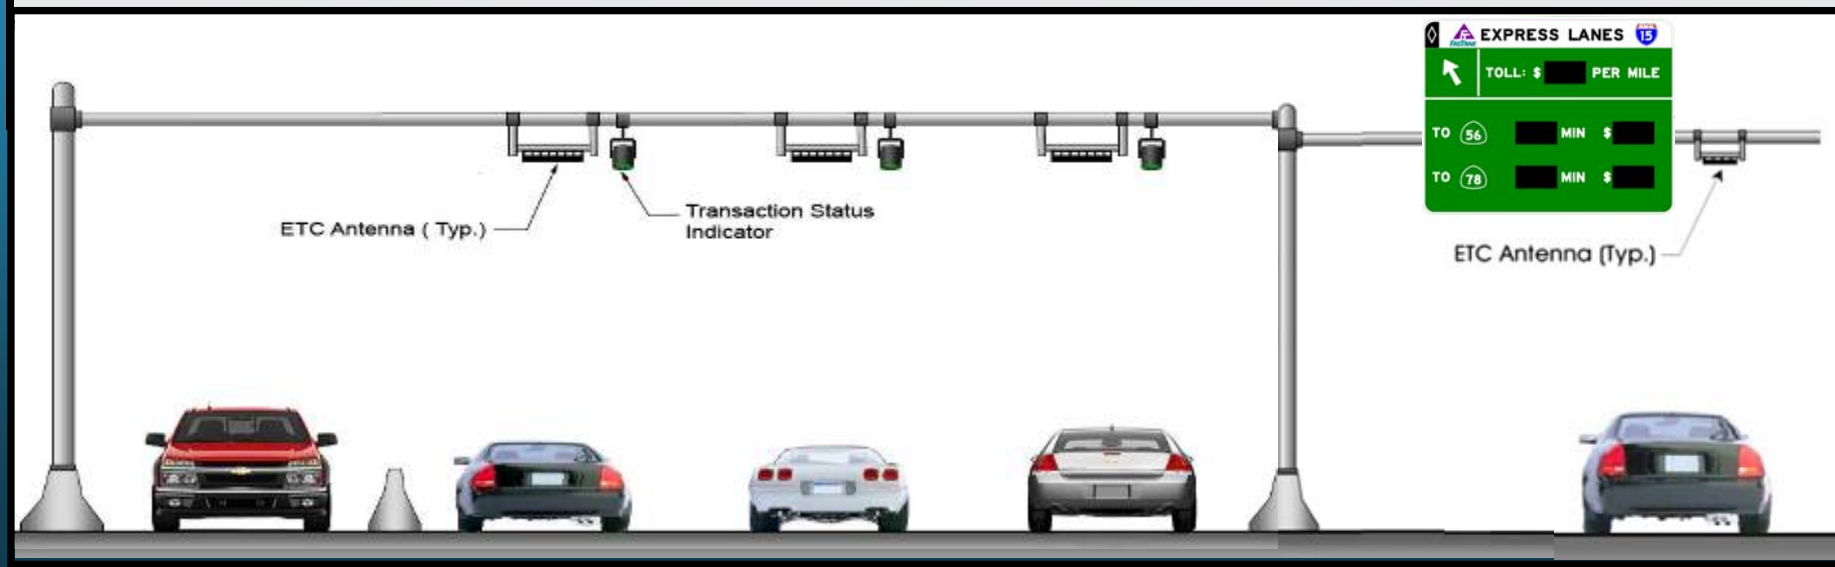 FASTRAK EXPRESS LANES 15
TOLL: $ PER MILE
TO 56 MIN $
TO 78 MIN $
ETC Antenna ( Typ.)
Transaction Status
Indicator
ETC Antenna (Typ.)